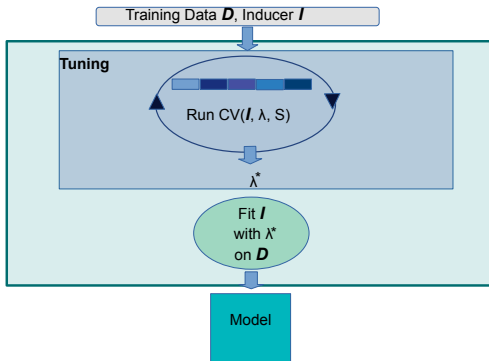 Training Data D, Inducer I
Tuning
Run CV(I, λ, S)
λ*
Fit I
with λ*
on D
Model